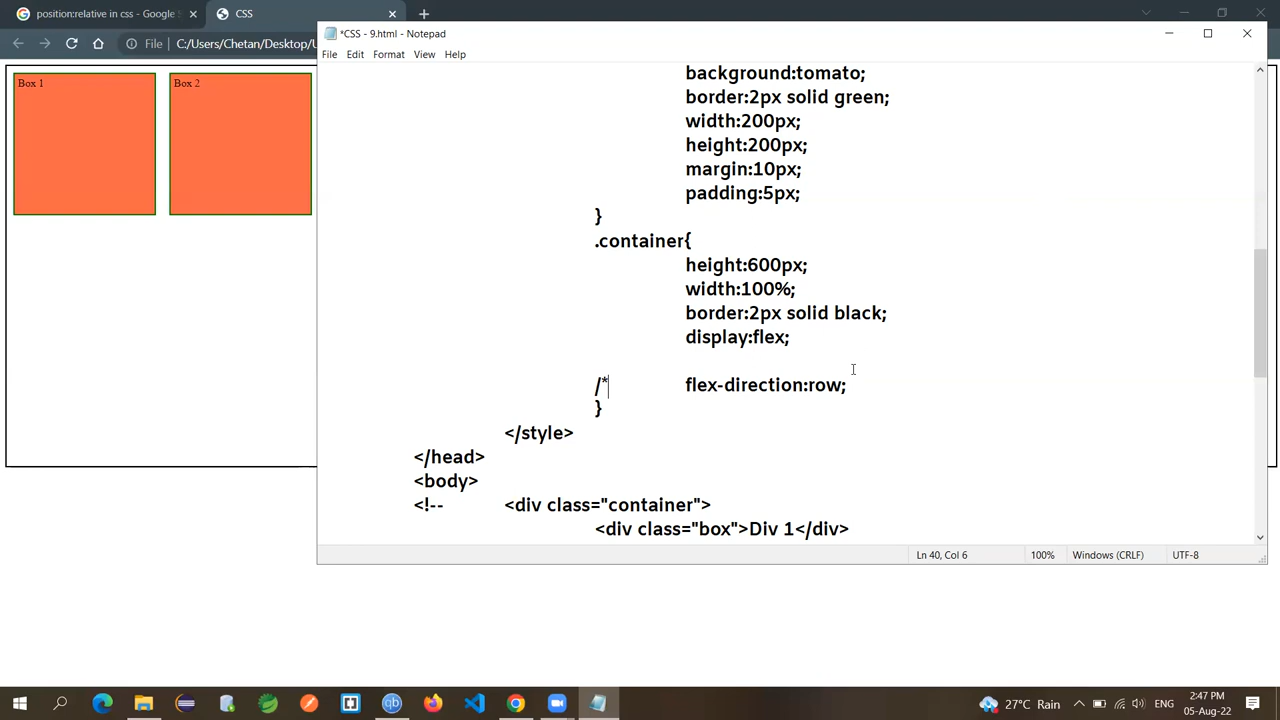 position:relative in css - Google
CSS
File
C:/Users/Chetan/Desktop/U
*CSS - 9.html - Notepad
File Edit Format View Help
Box 1
Box 2
background:tomato;
border:2px solid green;
width:200px;
height:200px;
margin:10px;
padding:5px;
}
.container{
height:600px;
width:100%;
border:2px solid black;
display:flex;
/* flex-direction:row;
}
</style>
</head>
<body>
<!-- <div class="container">
<div class="box">Div 1</div>
Ln 40, Col 6 100% Windows (CRLF) UTF-8
27°C Rain
ENG
2:47 PM
05-Aug-22